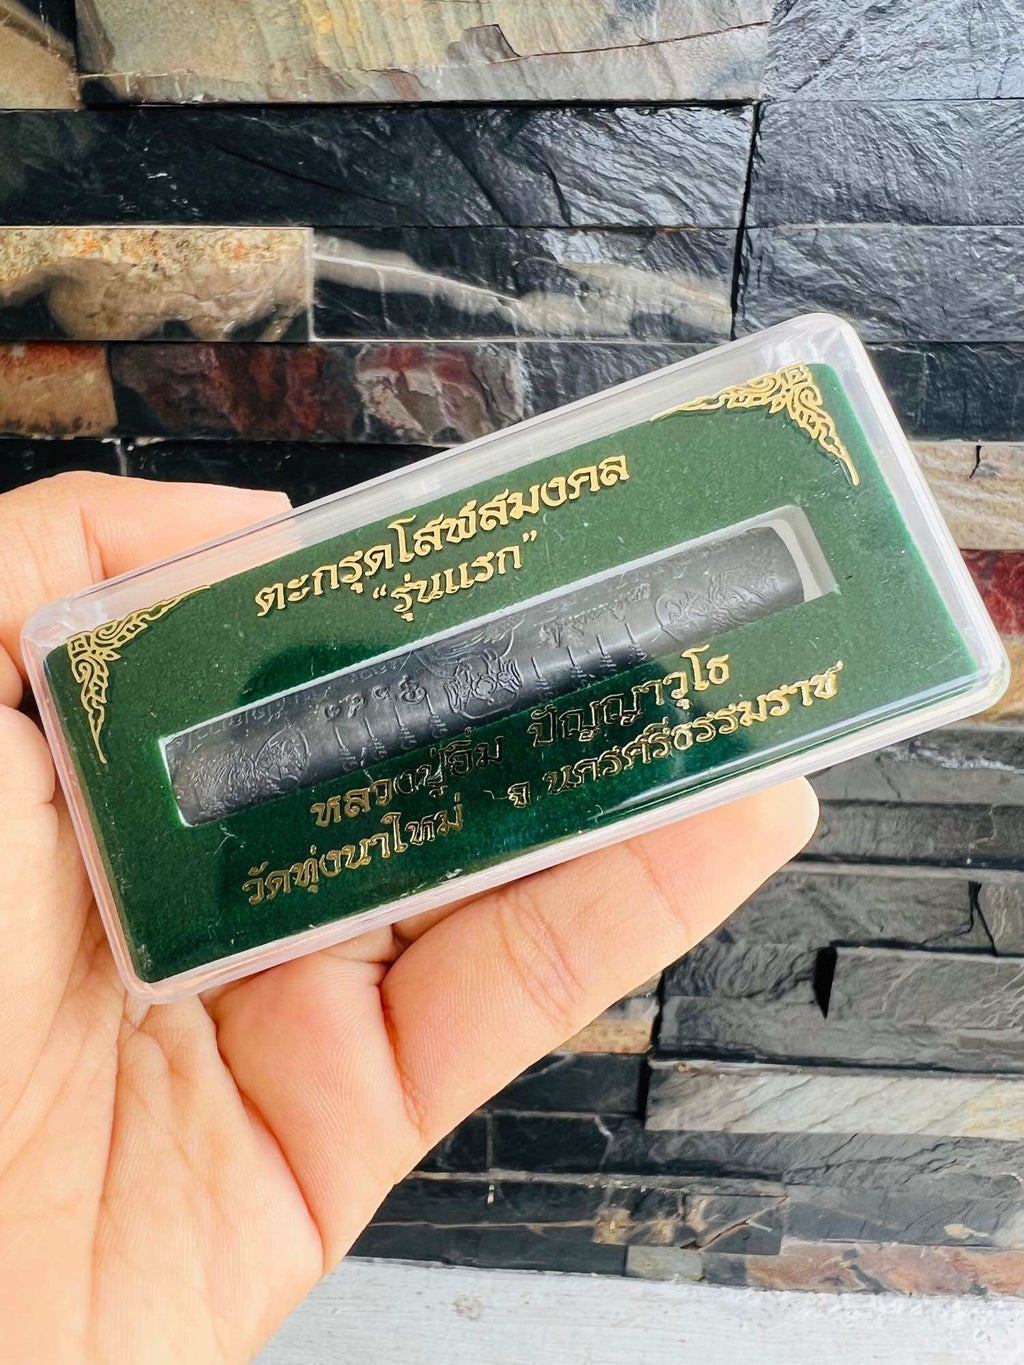 ตะกรุดโสฬสมงคล
“รุ่นแรก”
หลวงปู่ยิ้ม ปัญญาวุโธ
วัดทุ่งนาใหม่ จ.นครศรีธรรมราช